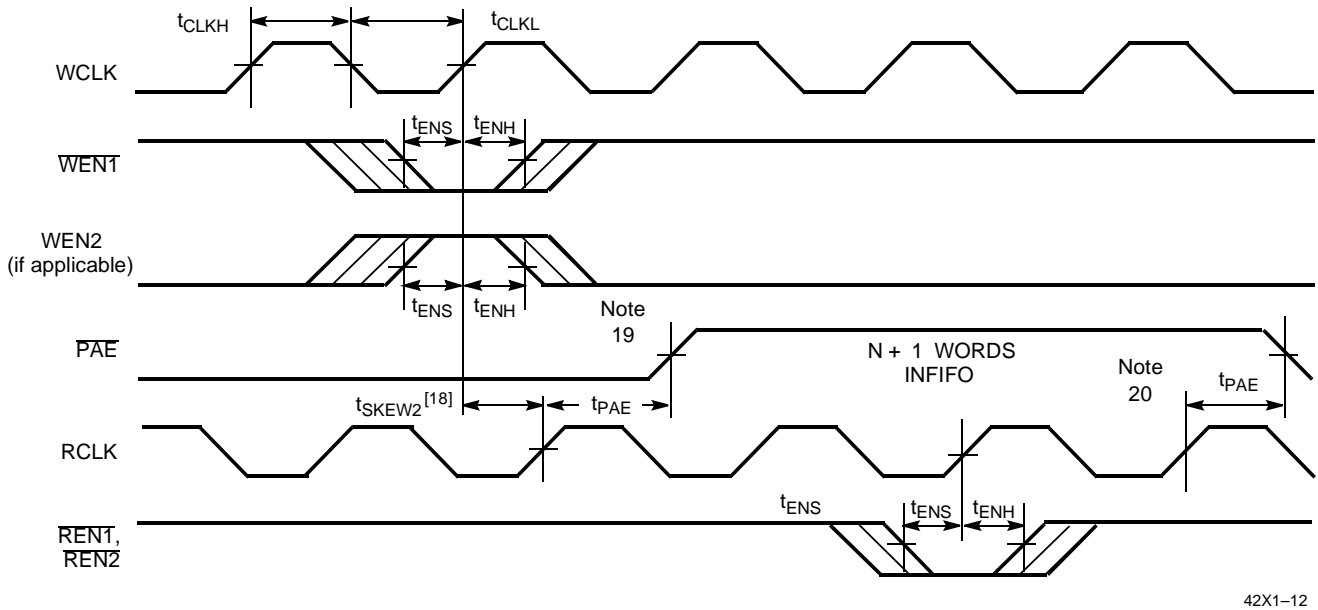 tCLKH
tCLKL
WCLK
tENS
tENH
WEN1
WEN2
(if applicable)
tENS
tENH
Note
19
PAE
N + 1 WORDS
INFIFO
Note
20
tPAE
tSKEW2[18]
tPAE
RCLK
tENS
tENS
tENH
REN1,
REN2
42X1–12